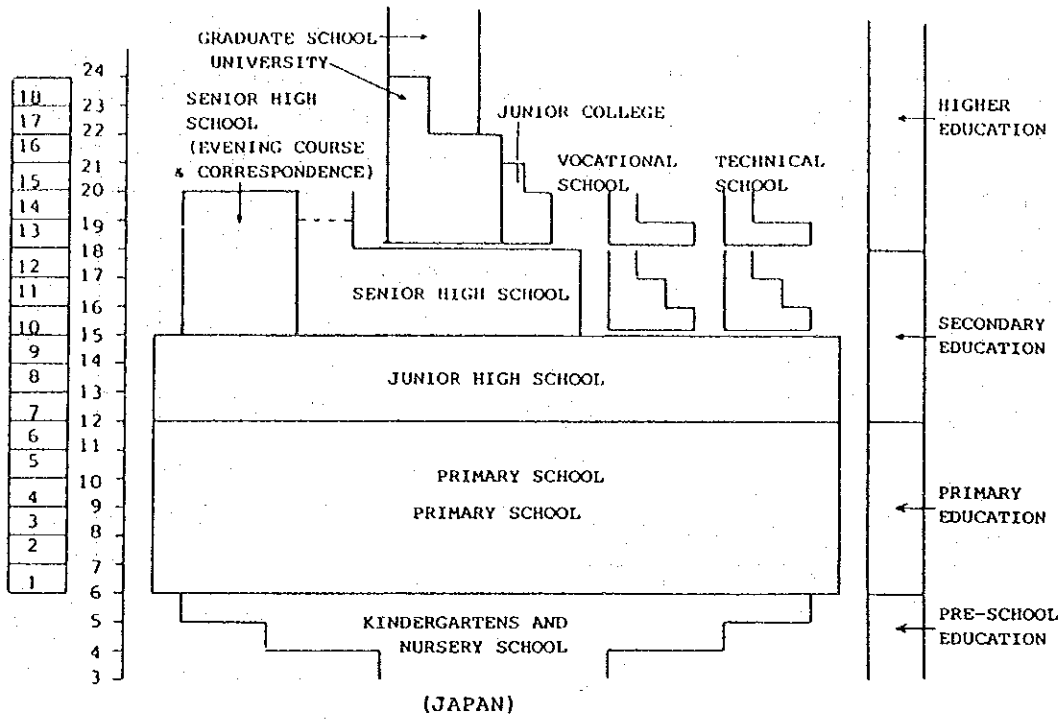 GRADUATE SCHOOL
UNIVERSITY
SENIOR HIGH
SCHOOL
(EVENING COURSE
& CORRESPONDENCE)
JUNIOR COLLEGE
VOCATIONAL
SCHOOL
TECHNICAL
SCHOOL
HIGHER
EDUCATION
SENIOR HIGH SCHOOL
SECONDARY
EDUCATION
JUNIOR HIGH SCHOOL
PRIMARY SCHOOL
PRIMARY SCHOOL
PRIMARY
EDUCATION
KINDERGARTENS AND
NURSERY SCHOOL
PRE-SCHOOL
EDUCATION
18
17
16
15
14
13
12
11
10
9
8
7
6
5
4
3
2
1
24
23
22
21
20
19
18
17
16
15
14
13
12
11
10
9
8
7
6
5
4
3
(JAPAN)